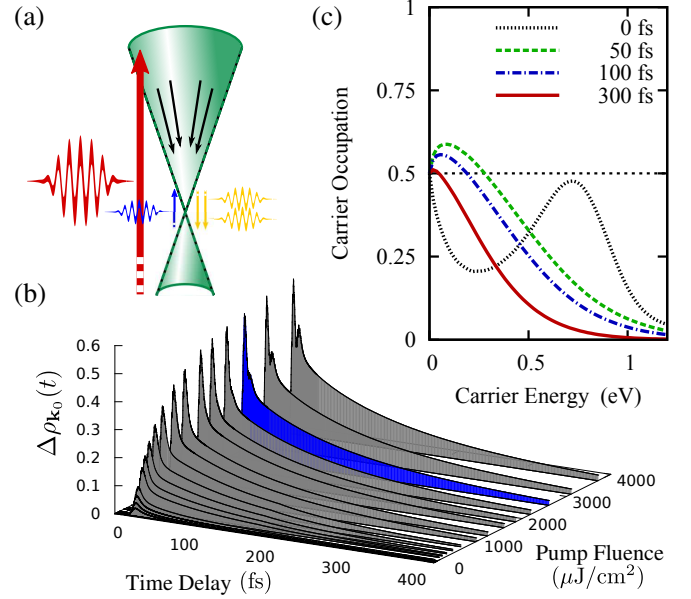 (a)
(c)
1
0.75
0.5
0.25
0
Carrier Occupation
0 fs
50 fs
100 fs
300 fs
0
0.5
1
Carrier Energy (eV)
(b)
0.6
0.5
0.4
0.3
0.2
0.1
0
Δρk₀(t)
0
100
200
300
400
Time Delay (fs)
0
1000
2000
3000
4000
Pump Fluence
(μJ/cm²)